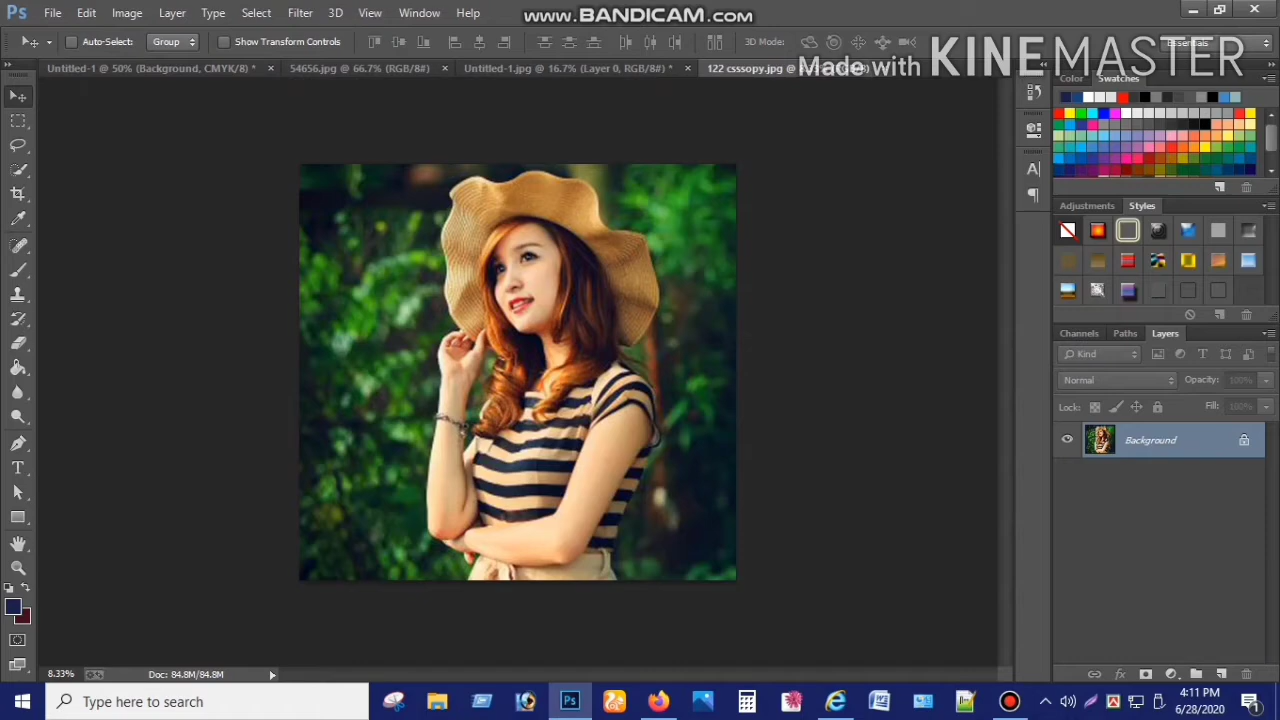 Ps File Edit Image Layer Type Select Filter 3D View Window Help
www.BANDICAM.com
Auto-Select: Group Show Transform Controls 3D Mode: Essentials
Made with KINEMASTER
Untitled-1 @ 50% (Background, CMYK/8) * × 54656.jpg @ 66.7% (RGB/8#) × Untitled-1.jpg @ 16.7% (Layer 0, RGB/8#) * × 122 csssopy.jpg @
Color Swatches
Adjustments Styles
Channels Paths Layers
Kind
Normal Opacity: 100%
Lock: Fill: 100%
Background
8.33% Doc: 84.8M/84.8M
Type here to search
4:11 PM
6/28/2020
1